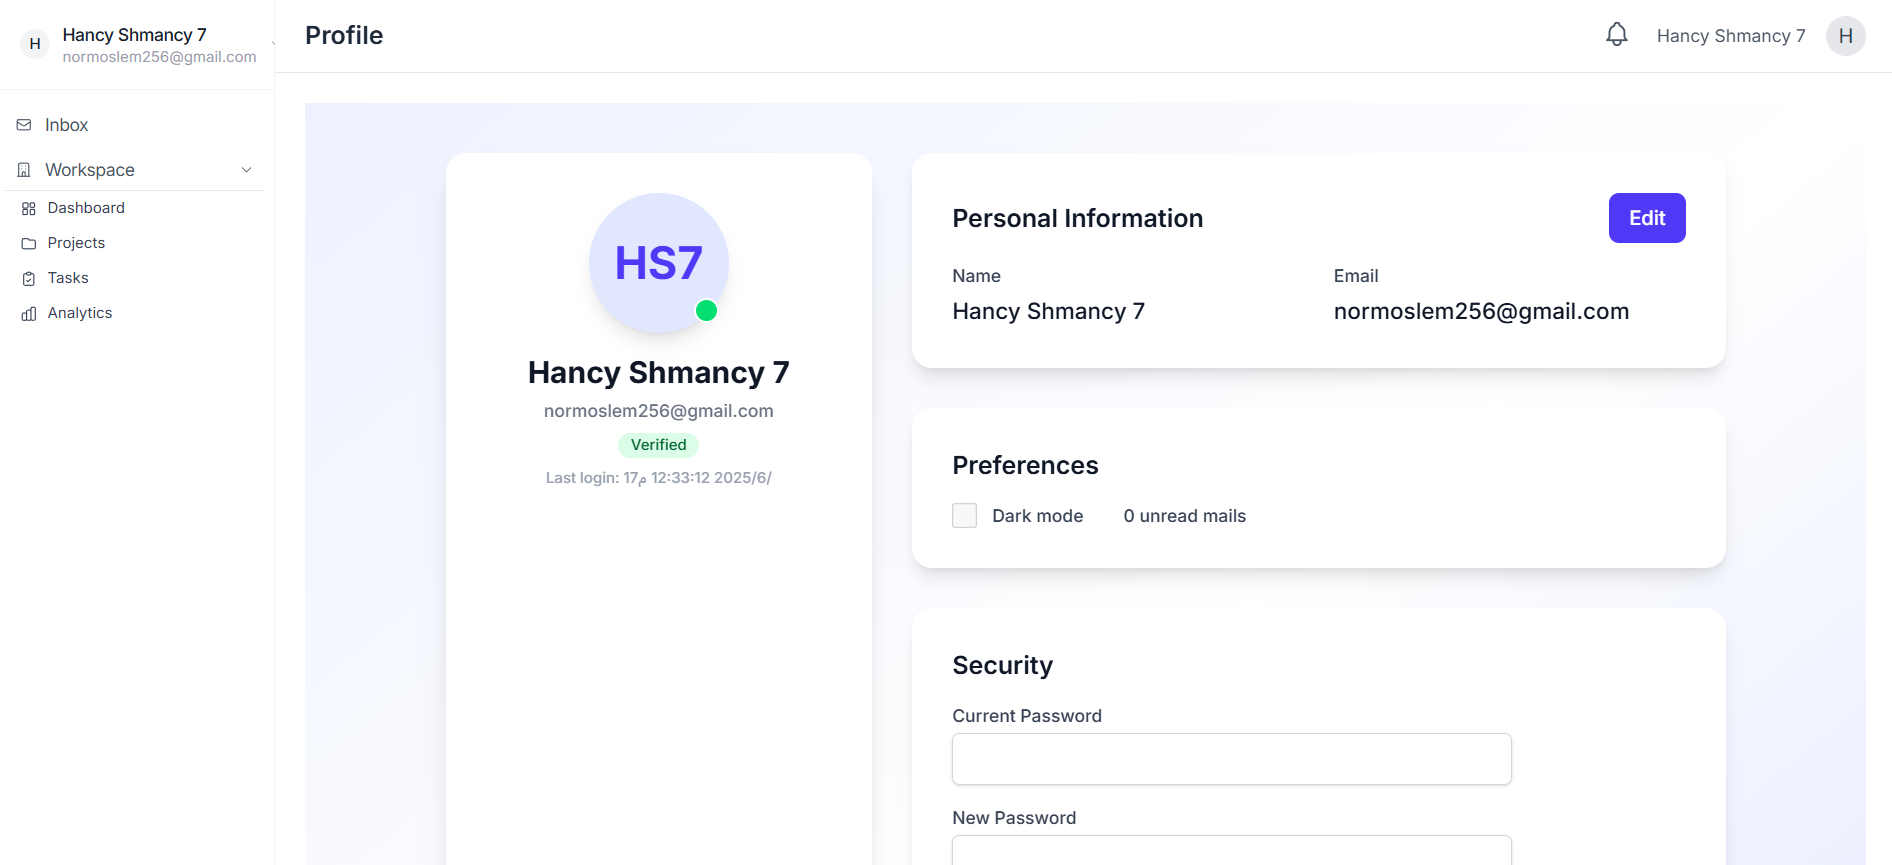 H
Hancy Shmancy 7
normoslem256@gmail.com
Inbox
Workspace
Dashboard
Projects
Tasks
Analytics
Profile
Hancy Shmancy 7
H
HS7
Hancy Shmancy 7
normoslem256@gmail.com
Verified
Last login: 17م 12:33:12 2025/6/
Personal Information
Edit
Name
Email
Hancy Shmancy 7
normoslem256@gmail.com
Preferences
Dark mode
0 unread mails
Security
Current Password
New Password